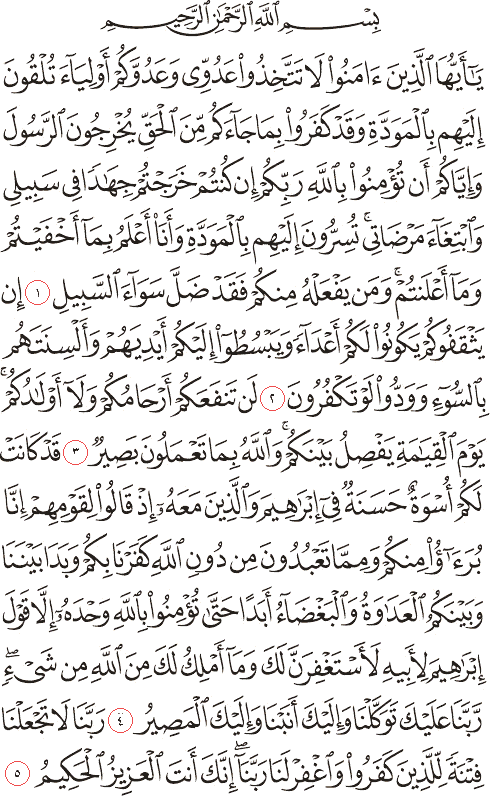 بِسْمِ ٱللَّهِ ٱلرَّحْمَٰنِ ٱلرَّحِيمِ
يَٰٓأَيُّهَا ٱلَّذِينَ ءَامَنُوا۟ لَا تَتَّخِذُوا۟ عَدُوِّى وَعَدُوَّكُمْ أَوْلِيَآءَ تُلْقُونَ
إِلَيْهِم بِٱلْمَوَدَّةِ وَقَدْ كَفَرُوا۟ بِمَا جَآءَكُم مِّنَ ٱلْحَقِّ يُخْرِجُونَ ٱلرَّسُولَ
وَإِيَّاكُمْ أَن تُؤْمِنُوا۟ بِٱللَّهِ رَبِّكُمْ إِن كُنتُمْ خَرَجْتُمْ جِهَٰدًا فِى سَبِيلِى
وَٱبْتِغَآءَ مَرْضَاتِى ۚ تُسِرُّونَ إِلَيْهِم بِٱلْمَوَدَّةِ وَأَنَا۠ أَعْلَمُ بِمَآ أَخْفَيْتُمْ
وَمَآ أَعْلَنتُمْ ۚ وَمَن يَفْعَلْهُ مِنكُمْ فَقَدْ ضَلَّ سَوَآءَ ٱلسَّبِيلِ ١ إِن
يَثْقَفُوكُمْ يَكُونُوا۟ لَكُمْ أَعْدَآءً وَيَبْسُطُوٓا۟ إِلَيْكُمْ أَيْدِيَهُمْ وَأَلْسِنَتَهُم
بِٱلسُّوٓءِ وَوَدُّوا۟ لَوْ تَكْفُرُونَ ٢ لَن تَنفَعَكُمْ أَرْحَامُكُمْ وَلَآ أَوْلَٰدُكُمْ ۚ
يَوْمَ ٱلْقِيَٰمَةِ يَفْصِلُ بَيْنَكُمْ ۚ وَٱللَّهُ بِمَا تَعْمَلُونَ بَصِيرٌ ٣ قَدْ كَانَتْ
لَكُمْ أُسْوَةٌ حَسَنَةٌ فِىٓ إِبْرَٰهِيمَ وَٱلَّذِينَ مَعَهُۥٓ إِذْ قَالُوا۟ لِقَوْمِهِمْ إِنَّا
بُرَءَٰٓؤُا۟ مِنكُمْ وَمِمَّا تَعْبُدُونَ مِن دُونِ ٱللَّهِ كَفَرْنَا بِكُمْ وَبَدَا بَيْنَنَا
وَبَيْنَكُمُ ٱلْعَدَٰوَةُ وَٱلْبَغْضَآءُ أَبَدًا حَتَّىٰ تُؤْمِنُوا۟ بِٱللَّهِ وَحْدَهُۥٓ إِلَّا قَوْلَ
إِبْرَٰهِيمَ لِأَبِيهِ لَأَسْتَغْفِرَنَّ لَكَ وَمَآ أَمْلِكُ لَكَ مِنَ ٱللَّهِ مِن شَىْءٍ ۖ
رَّبَّنَا عَلَيْكَ تَوَكَّلْنَا وَإِلَيْكَ أَنَبْنَا وَإِلَيْكَ ٱلْمَصِيرُ ٤ رَبَّنَا لَا تَجْعَلْنَا
فِتْنَةً لِّلَّذِينَ كَفَرُوا۟ وَٱغْفِرْ لَنَا رَبَّنَآ ۖ إِنَّكَ أَنتَ ٱلْعَزِيزُ ٱلْحَكِيمُ ٥